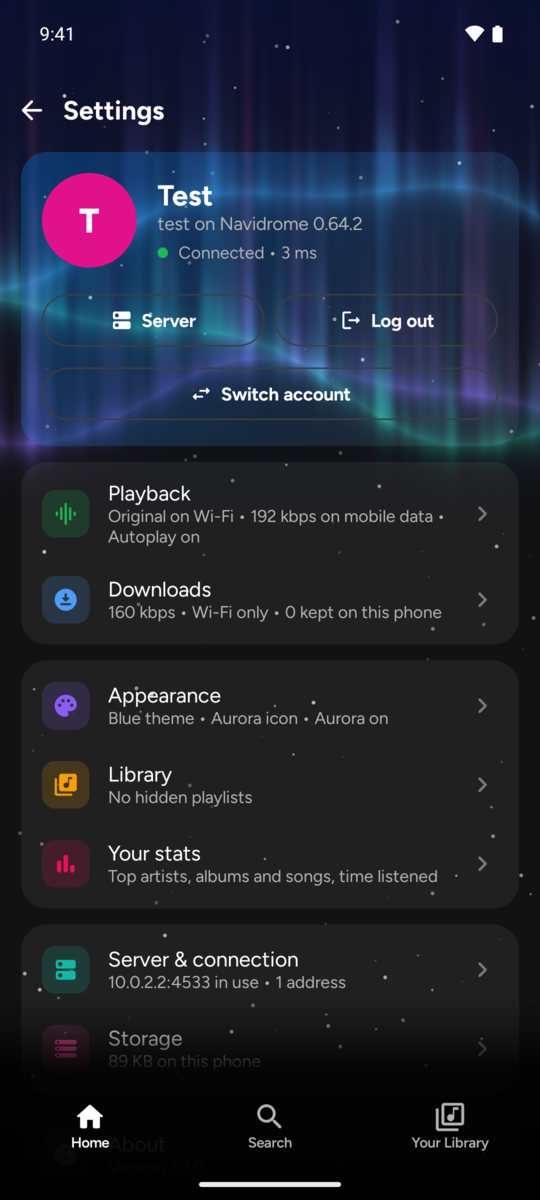 9:41
Settings
T
Test
test on Navidrome 0.64.2
Connected • 3 ms
Server
Log out
Switch account
Playback
Original on Wi-Fi • 192 kbps on mobile data •
Autoplay on
Downloads
160 kbps • Wi-Fi only • 0 kept on this phone
Appearance
Blue theme • Aurora icon • Aurora on
Library
No hidden playlists
Your stats
Top artists, albums and songs, time listened
Server & connection
10.0.2.2:4533 in use • 1 address
Storage
89 KB on this phone
About
Version 1.3.0
Home
Search
Your Library